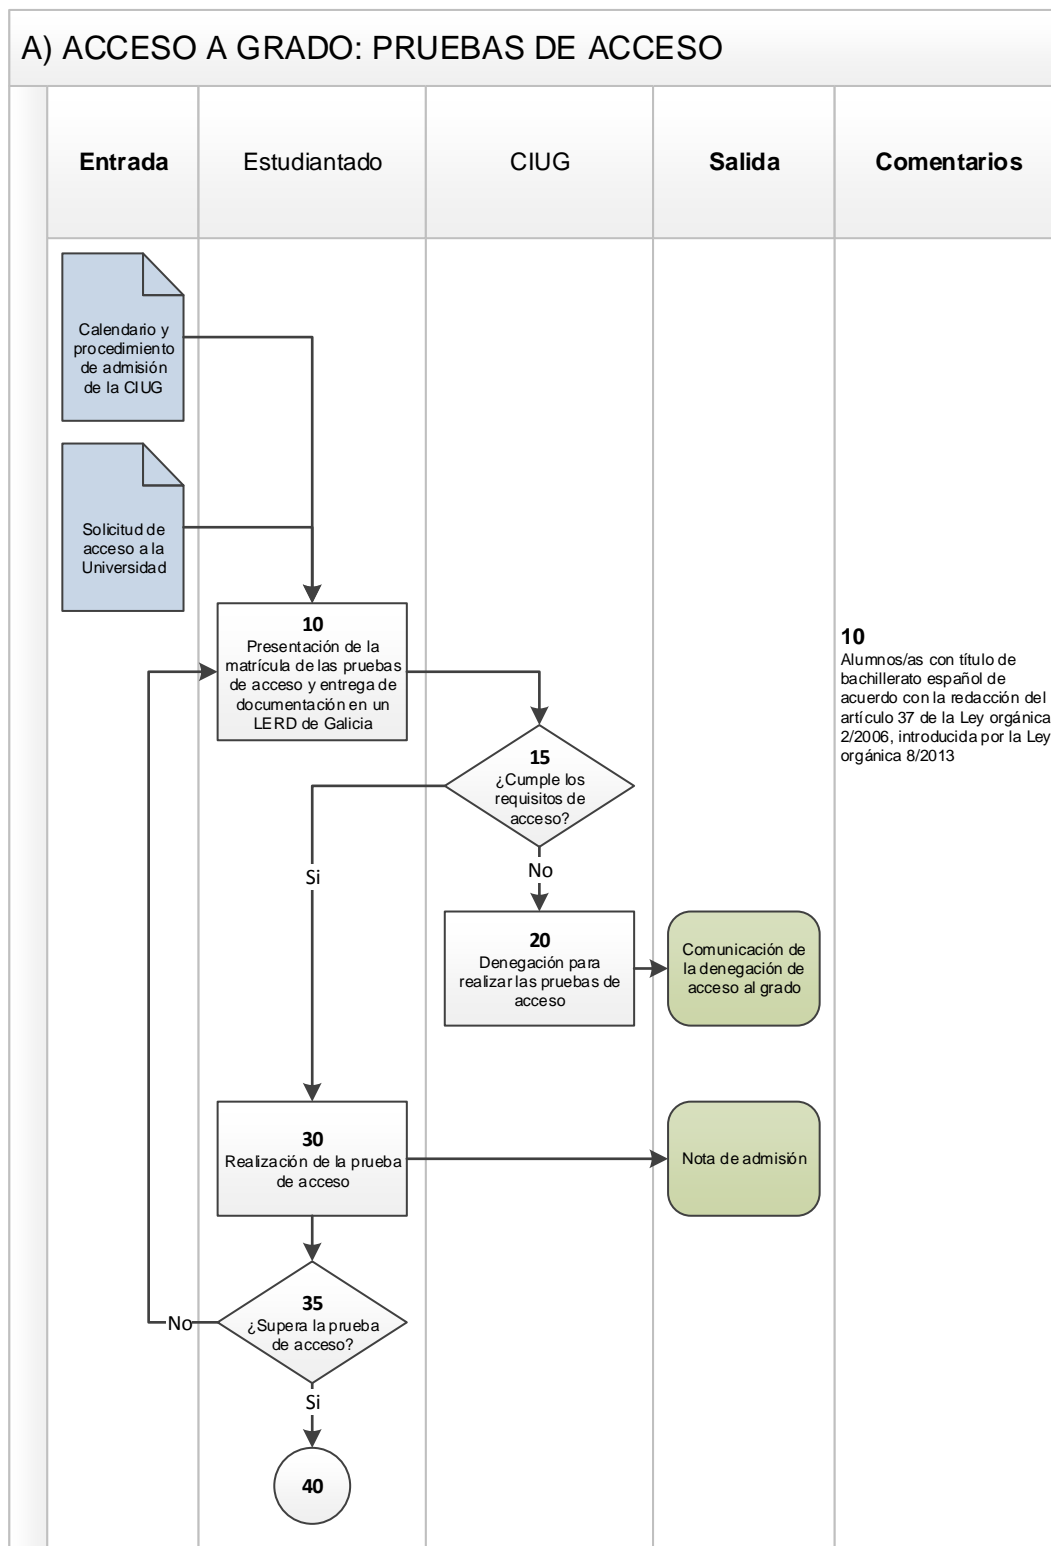 A) ACCESO A GRADO: PRUEBAS DE ACCESO
Entrada
Estudiantado
CIUG
Salida
Comentarios
Calendario y
procedimiento
de admisión
de la CIUG
Solicitud de
acceso a la
Universidad
10
Presentación de la
matrícula de las pruebas
de acceso y entrega de
documentación en un
LERD de Galicia
10
Alumnos/as con título de
bachillerato español de
acuerdo con la redacción del
artículo 37 de la Ley orgánica
2/2006, introducida por la Ley
orgánica 8/2013
15
¿Cumple los
requisitos de
acceso?
Si
No
20
Denegación para
realizar las pruebas de
acceso
Comunicación de
la denegación de
acceso al grado
30
Realización de la prueba
de acceso
Nota de admisión
35
¿Supera la prueba
de acceso?
No
Si
40